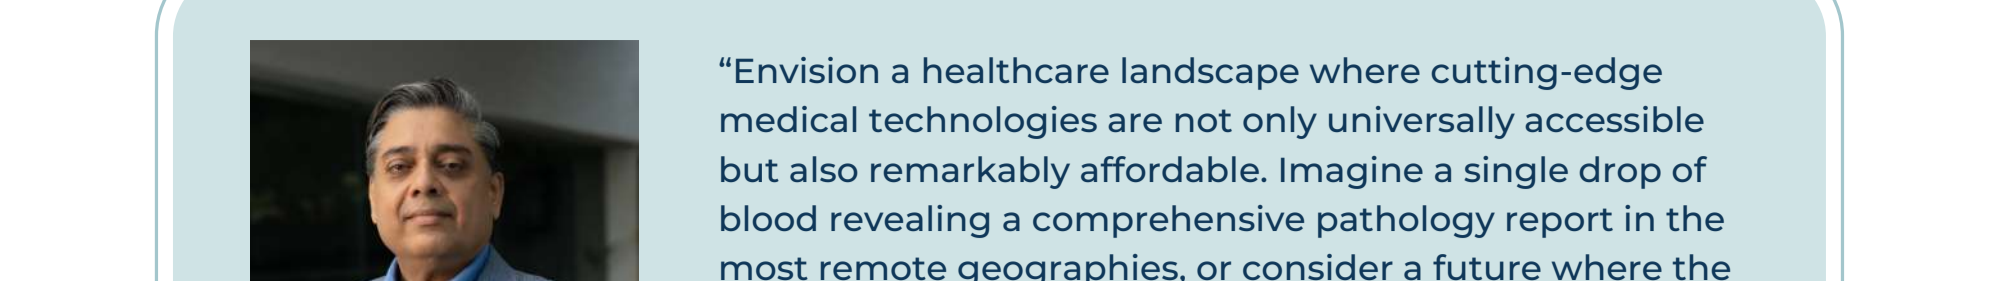 “Envision a healthcare landscape where cutting-edge
medical technologies are not only universally accessible
but also remarkably affordable. Imagine a single drop of
blood revealing a comprehensive pathology report in the
most remote geographies, or consider a future where the